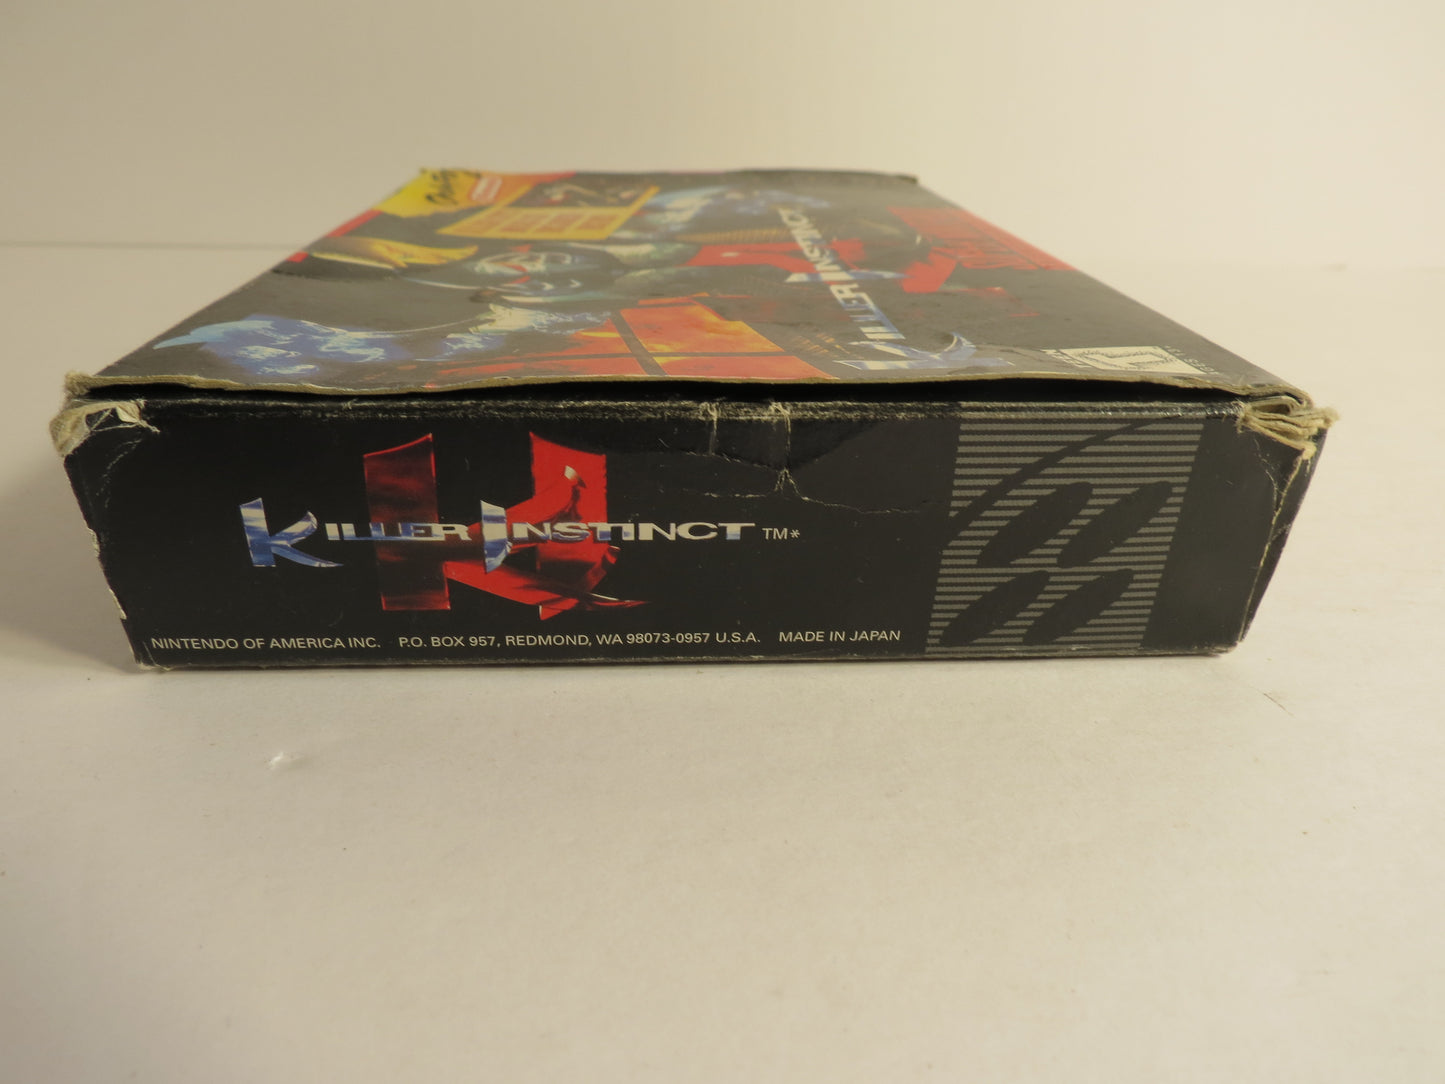 KILLER INSTINCT
KILLER INSTINCT TM*
NINTENDO OF AMERICA INC. P.O. BOX 957, REDMOND, WA 98073-0957 U.S.A. MADE IN JAPAN